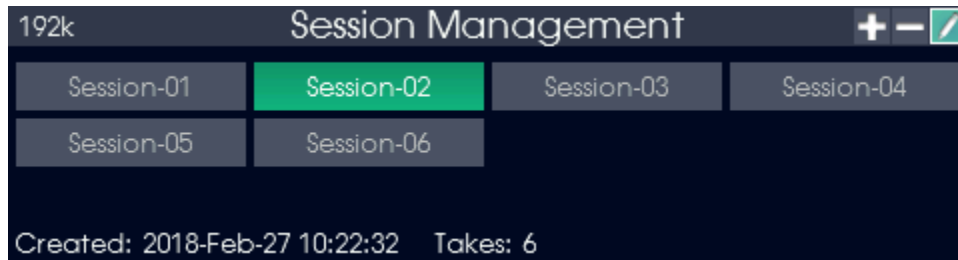 192k Session Management
Session-01 Session-02 Session-03 Session-04
Session-05 Session-06
Created: 2018-Feb-27 10:22:32 Takes: 6